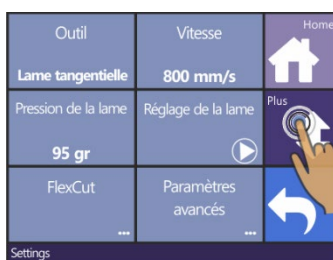 Outil
Vitesse
Home
Lame tangentielle
800 mm/s
Pression de la lame
Réglage de la lame
Plus
95 gr
FlexCut
Paramètres
avancés
...
...
Settings